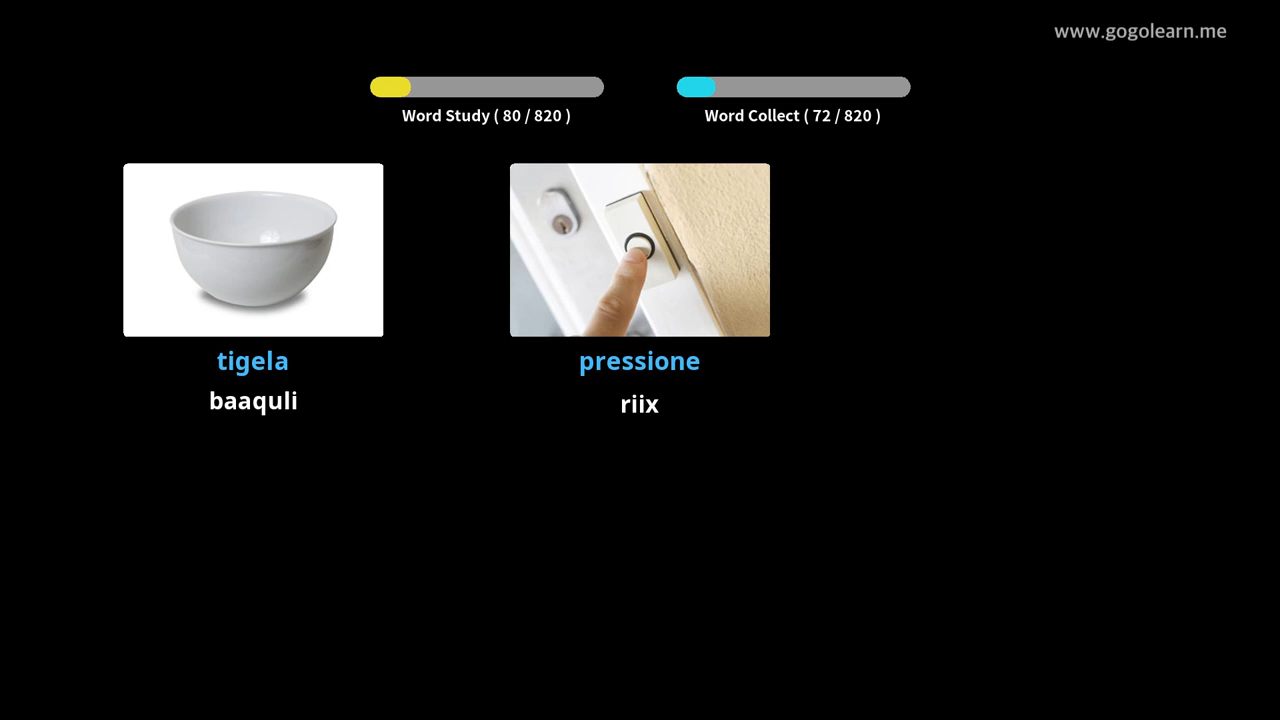 www.gogolearn.me
Word Study ( 80 / 820 )
Word Collect ( 72 / 820 )
tigela
baaquli
pressione
riix